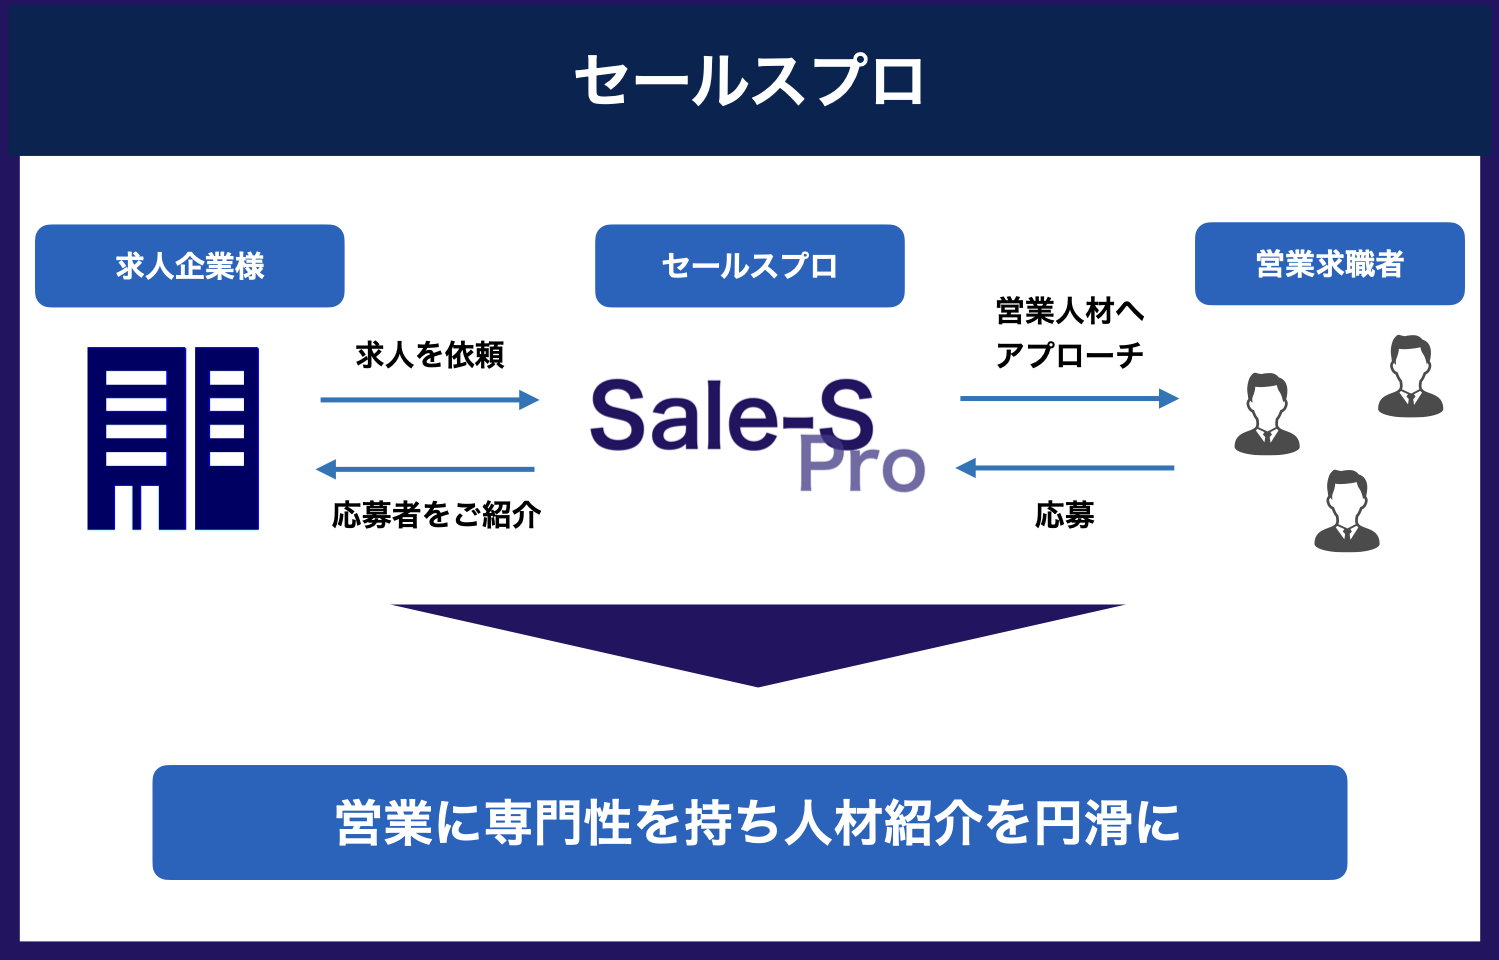 セールスプロ
求人企業様
セールスプロ
営業求職者
求人を依頼
応募者をご紹介
Sale-S
Pro
営業人材へ
アプローチ
応募
営業に専門性を持ち人材紹介を円滑に